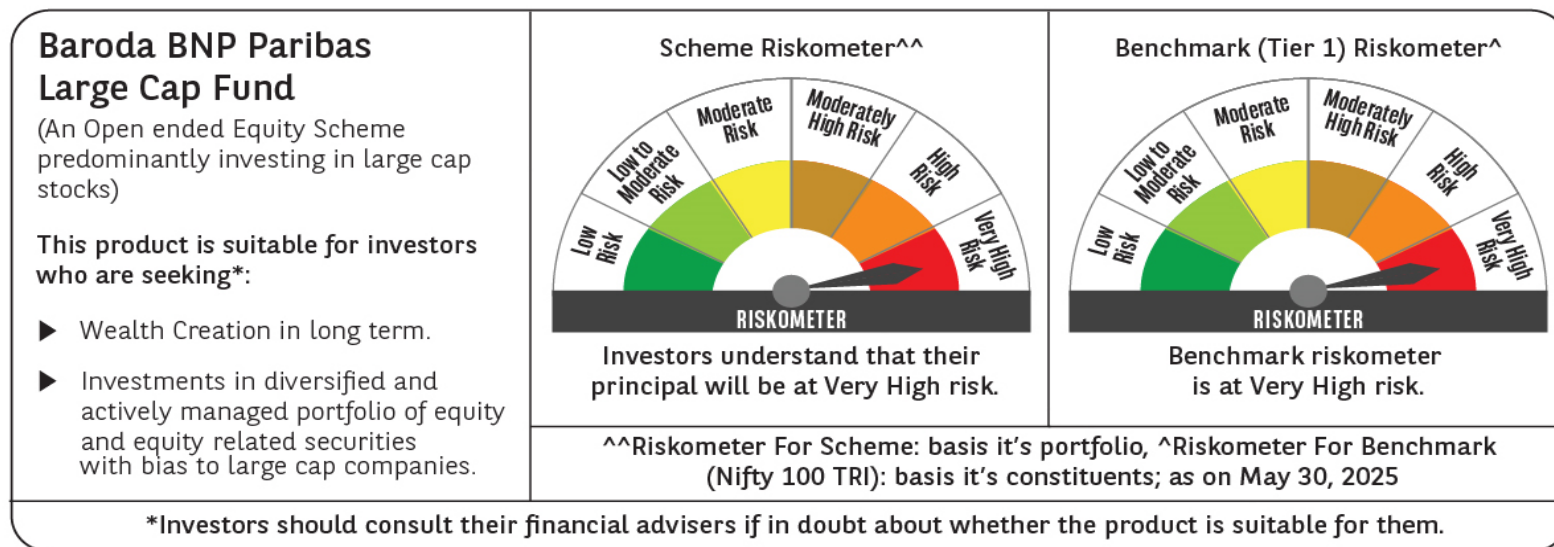 Baroda BNP Paribas
Large Cap Fund
(An Open ended Equity Scheme
predominantly investing in large cap
stocks)
This product is suitable for investors
who are seeking*:
▶ Wealth Creation in long term.
▶ Investments in diversified and
actively managed portfolio of equity
and equity related securities
with bias to large cap companies.
Scheme Riskometer^^
Low
Risk
Low to
Moderate
Risk
Moderate
Risk
Moderately
High Risk
High
Risk
Very High
Risk
RISKOMETER
Investors understand that their
principal will be at Very High risk.
Benchmark (Tier 1) Riskometer^
Low
Risk
Low to
Moderate
Risk
Moderate
Risk
Moderately
High Risk
High
Risk
Very High
Risk
RISKOMETER
Benchmark riskometer
is at Very High risk.
^^Riskometer For Scheme: basis it's portfolio, ^Riskometer For Benchmark
(Nifty 100 TRI): basis it's constituents; as on May 30, 2025
*Investors should consult their financial advisers if in doubt about whether the product is suitable for them.